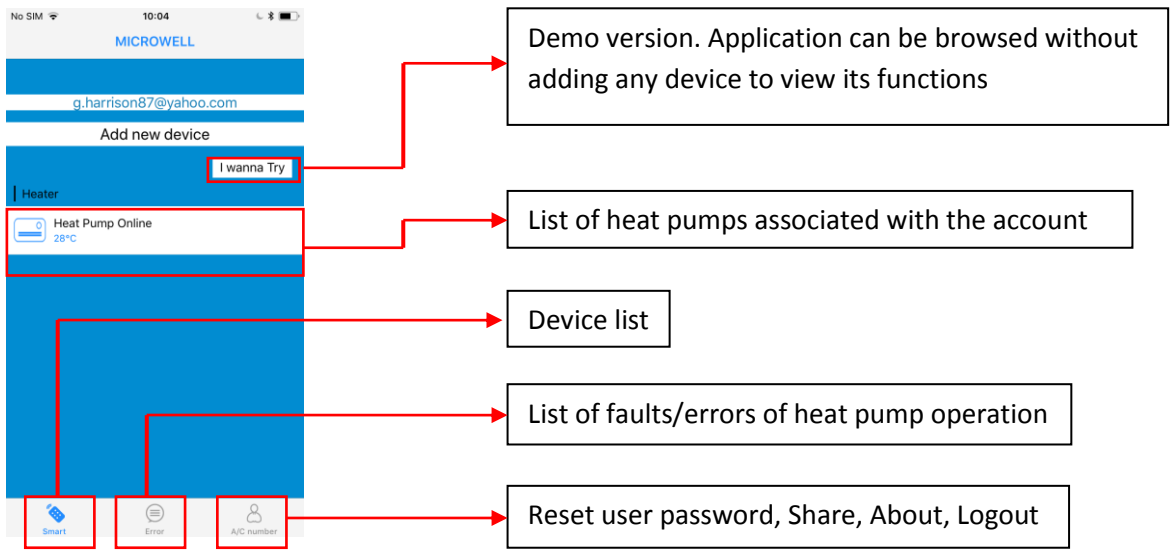 No SIM 10:04
MICROWELL
g.harrison87@yahoo.com
Add new device
I wanna Try
Heater
Heat Pump Online
28°C
Smart
Error
A/C number
Demo version. Application can be browsed without
adding any device to view its functions
List of heat pumps associated with the account
Device list
List of faults/errors of heat pump operation
Reset user password, Share, About, Logout